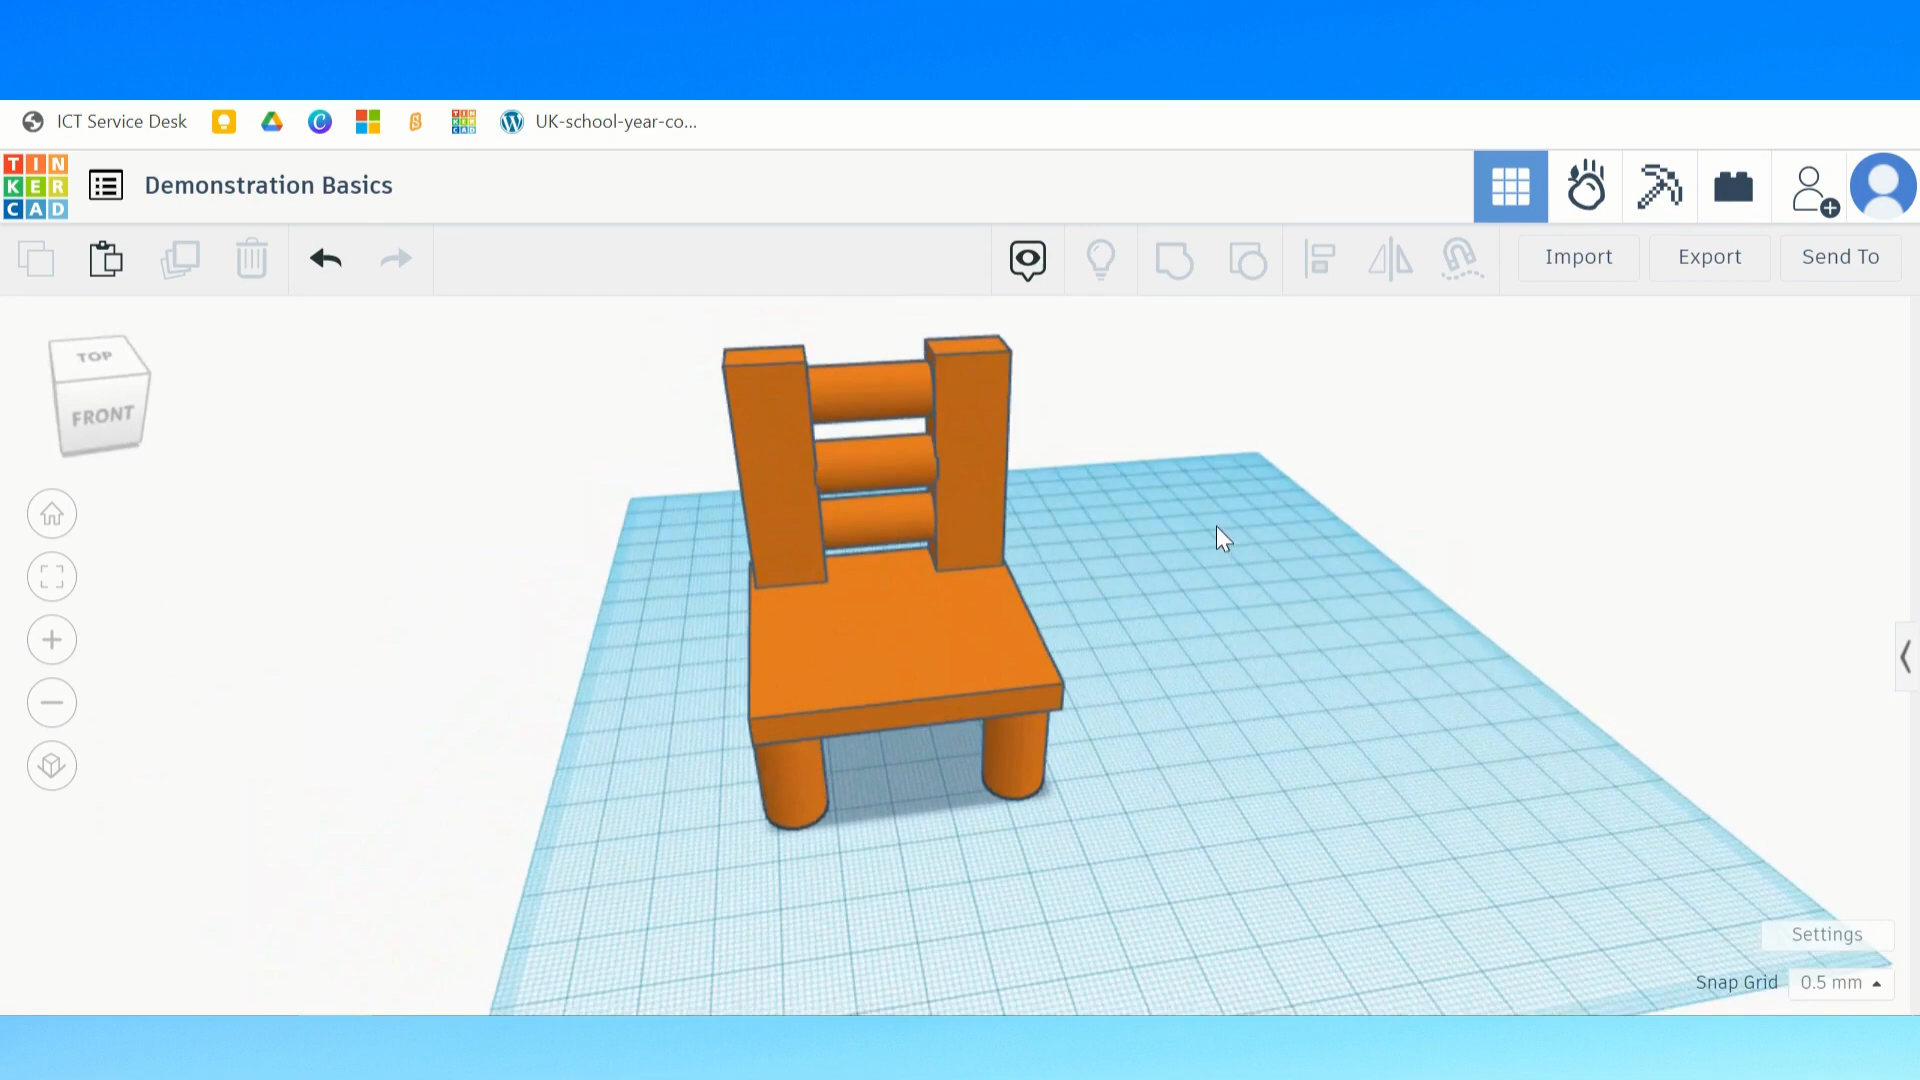 ICT Service Desk
UK-school-year-co...
TIN
KER
CAD
Demonstration Basics
Import
Export
Send To
TOP
FRONT
Settings
Snap Grid 0.5 mm